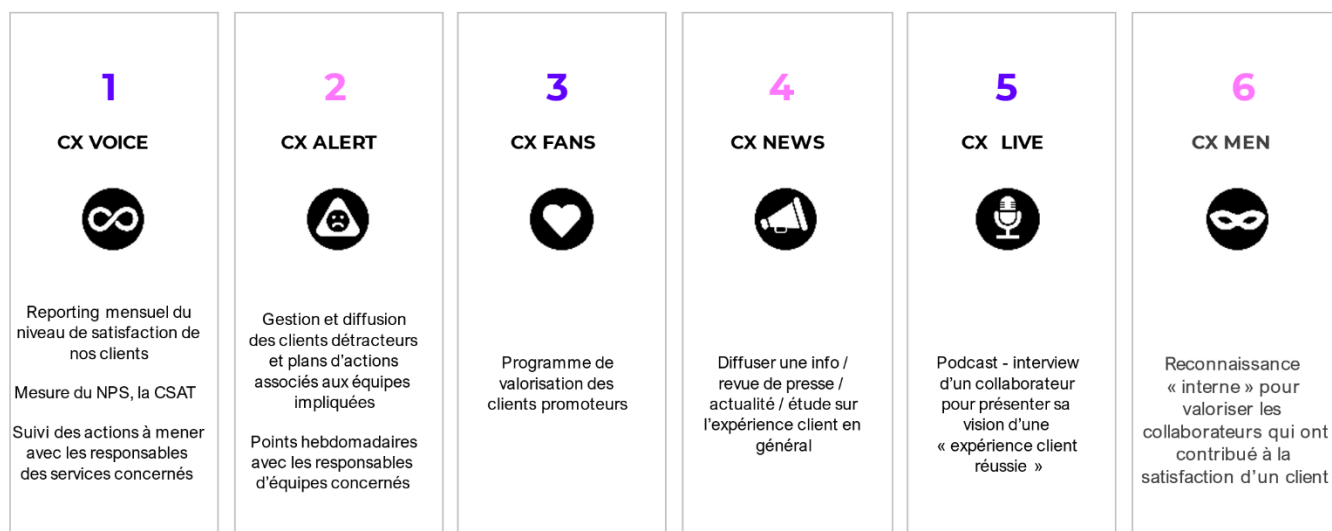 1
CX VOICE
Reporting mensuel du
niveau de satisfaction de
nos clients
Mesure du NPS, la CSAT
Suivi des actions à mener
avec les responsables
des services concernés
2
CX ALERT
Gestion et diffusion
des clients détracteurs
et plans d'actions
associés aux équipes
impliquées
Points hebdomadaires
avec les responsables
d'équipes concernés
3
CX FANS
Programme de
valorisation des
clients promoteurs
4
CX NEWS
Diffuser une info /
revue de presse /
actualité / étude sur
l'expérience client en
général
5
CX LIVE
Podcast - interview
d'un collaborateur
pour présenter sa
vision d'une
« expérience client
réussie »
6
CX MEN
Reconnaissance
« interne » pour
valoriser les
collaborateurs qui ont
contribué à la
satisfaction d'un client